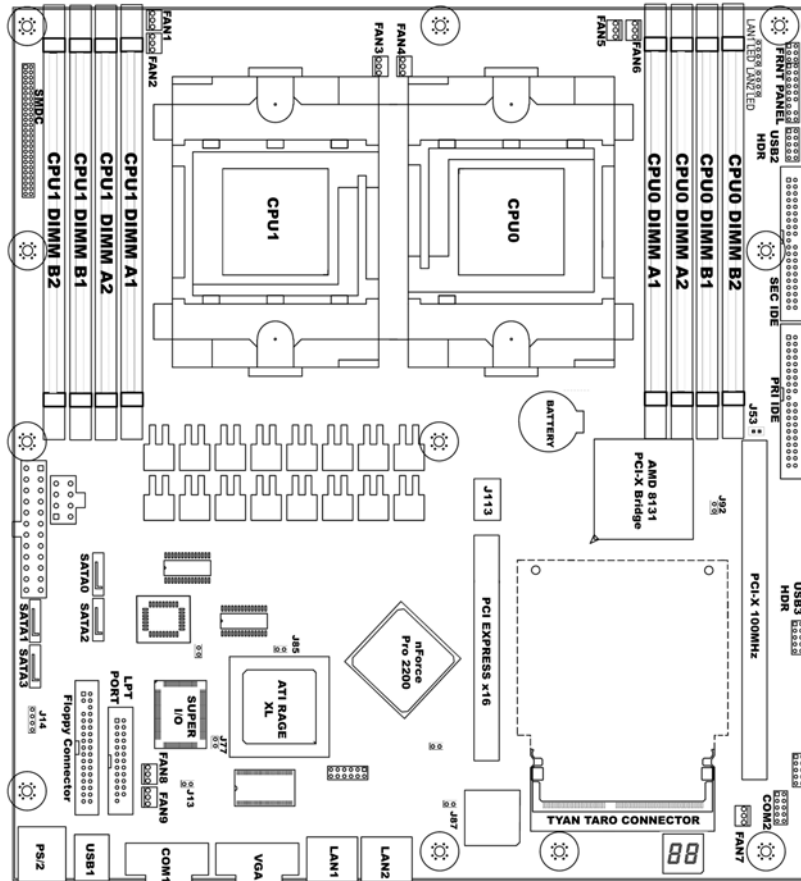 FAN1
FAN2
FAN3
FAN4
FAN5
FAN6
LAN1 LED
LAN2 LED
FRNT PANEL
USB2
HDR
SMDC
CPU1 DIMM B2
CPU1 DIMM B1
CPU1 DIMM A2
CPU1 DIMM A1
CPU1
CPU0
CPU0 DIMM A1
CPU0 DIMM A2
CPU0 DIMM B1
CPU0 DIMM B2
SEC IDE
PRI IDE
BATTERY
J53
AMD 8131
PCI-X Bridge
J113
J92
SATA0
SATA2
SATA1
SATA3
PCI EXPRESS x16
PCI-X 100MHz
USB3
HDR
nForce
Pro 2200
J85
ATI RAGE
XL
SUPER
I/O
LPT
PORT
Floppy Connector
J14
J77
FAN8
FAN9
J13
J87
TYAN TARO CONNECTOR
COM2
FAN7
88
PS/2
USB1
COM1
VGA
LAN1
LAN2